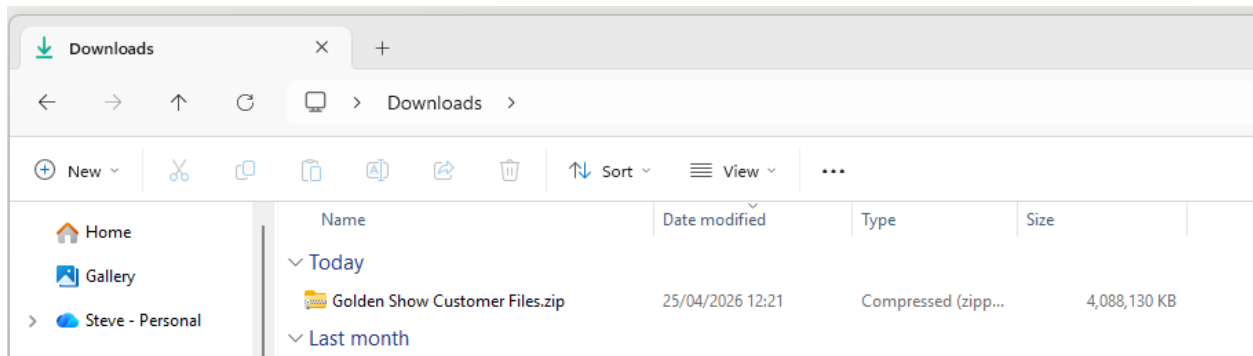 Downloads
Downloads
New Sort View
Name Date modified Type Size
Home
Today
Gallery
Golden Show Customer Files.zip 25/04/2026 12:21 Compressed (zipp... 4,088,130 KB
Steve - Personal
Last month